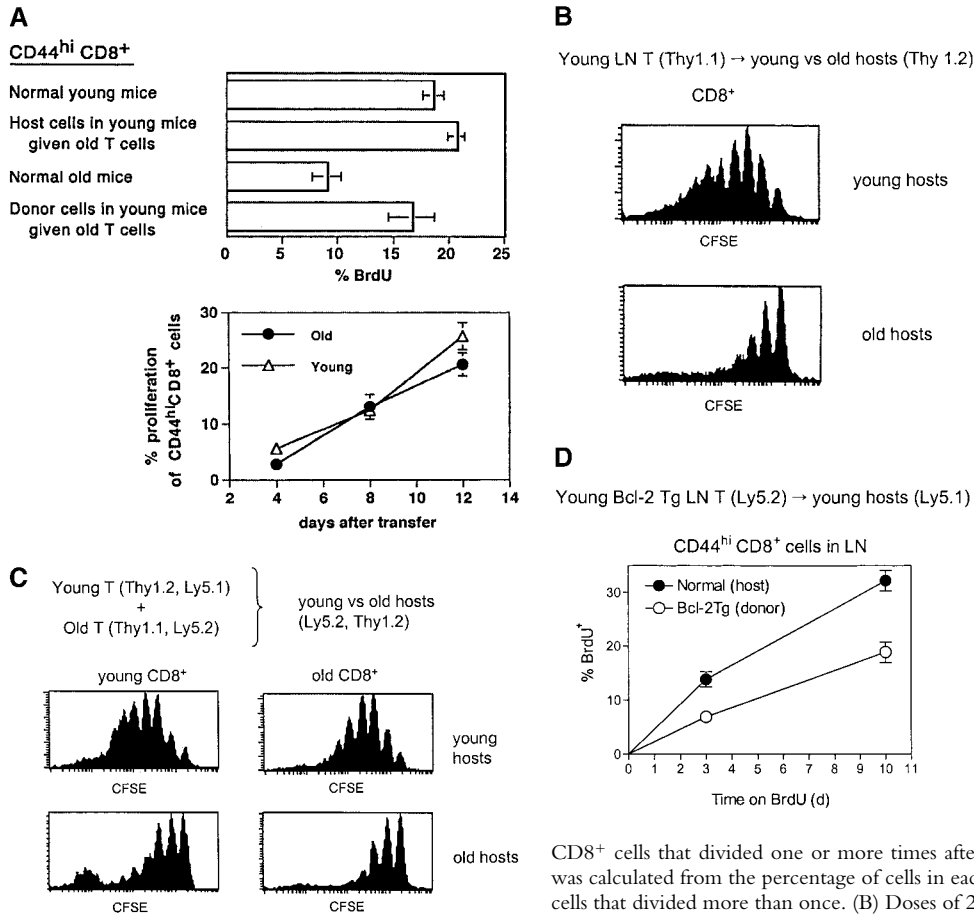 A
CD44hi CD8+
Normal young mice
Host cells in young mice
given old T cells
Normal old mice
Donor cells in young mice
given old T cells
0 5 10 15 20 25
% BrdU
30
20
10
0
% proliferation
of CD44hiCD8+ cells
Old
Young
2 4 6 8 10 12 14
days after transfer
B
Young LN T (Thy1.1) → young vs old hosts (Thy 1.2)
CD8+
young hosts
CFSE
old hosts
CFSE
C
Young T (Thy1.2, Ly5.1)
+
Old T (Thy1.1, Ly5.2)
young vs old hosts
(Ly5.2, Thy1.2)
young CD8+ old CD8+
young
hosts
CFSE CFSE
old hosts
CFSE CFSE
D
Young Bcl-2 Tg LN T (Ly5.2) → young hosts (Ly5.1)
CD44hi CD8+ cells in LN
Normal (host)
Bcl-2Tg (donor)
30
20
10
0
% BrdU+
0 1 2 3 4 5 6 7 8 9 10 11
Time on BrdU (d)
CD8+ cells that divided one or more times afte
was calculated from the percentage of cells in eac
cells that divided more than once. (B) Doses of 2